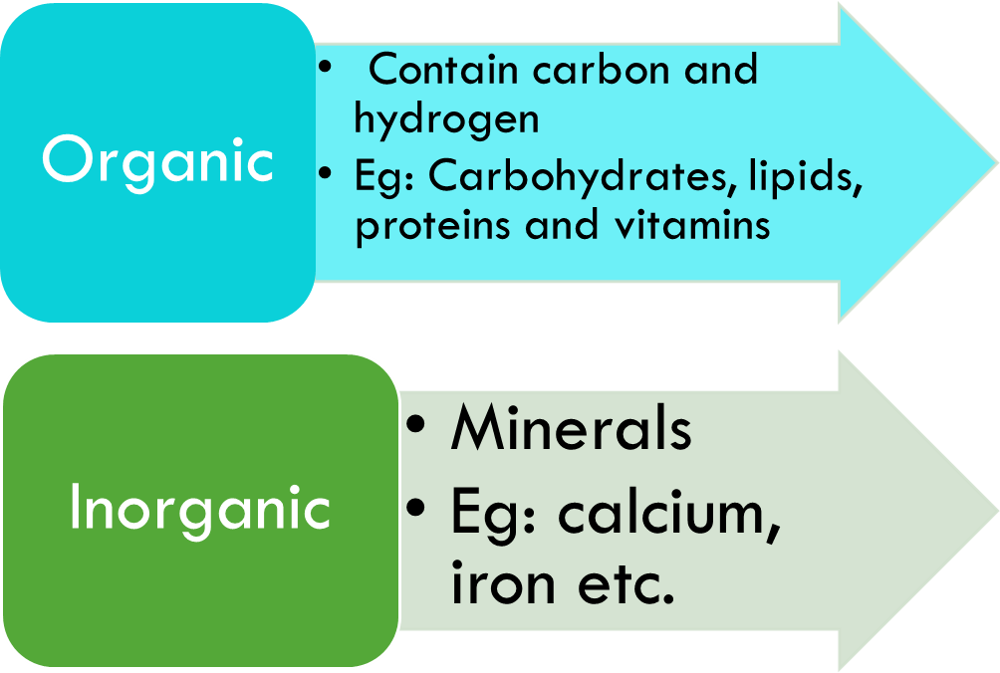 Organic
• Contain carbon and
hydrogen
• Eg: Carbohydrates, lipids,
proteins and vitamins
Inorganic
• Minerals
• Eg: calcium,
iron etc.